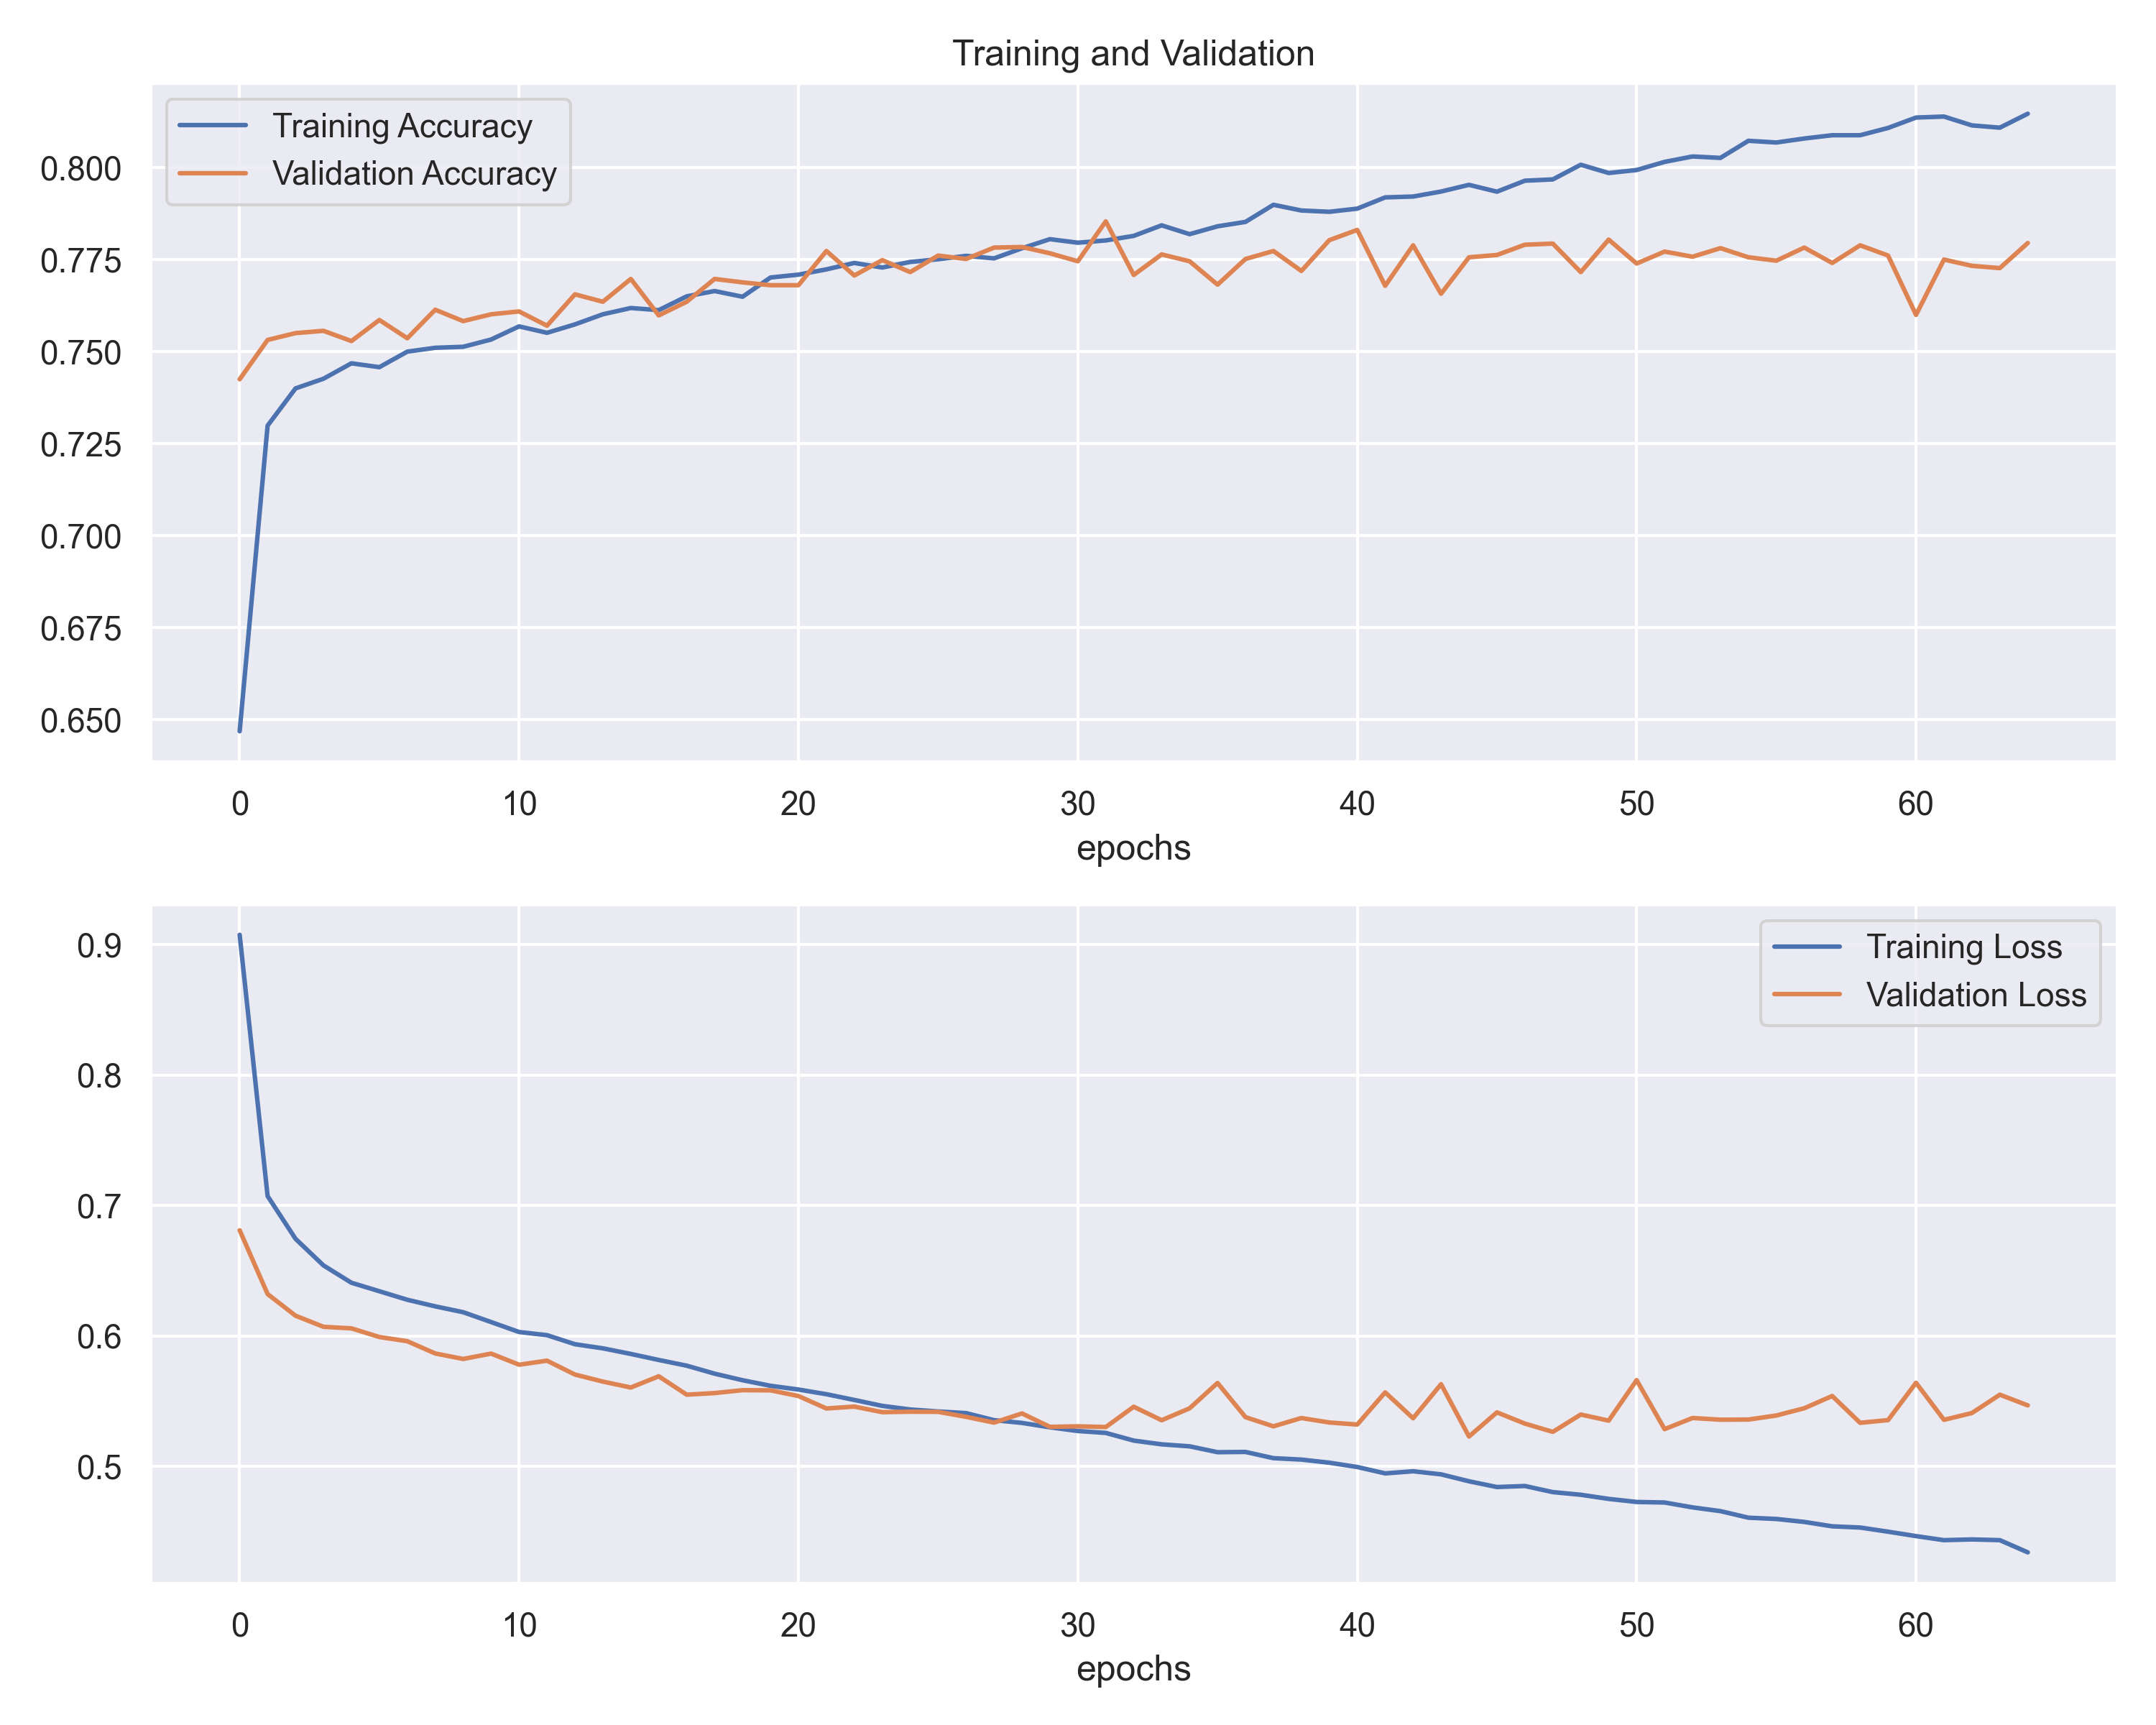 Training and Validation
Training Accuracy
Validation Accuracy
0.800
0.775
0.750
0.725
0.700
0.675
0.650
0 10 20 30 40 50 60
epochs
Training Loss
Validation Loss
0.9
0.8
0.7
0.6
0.5
0 10 20 30 40 50 60
epochs